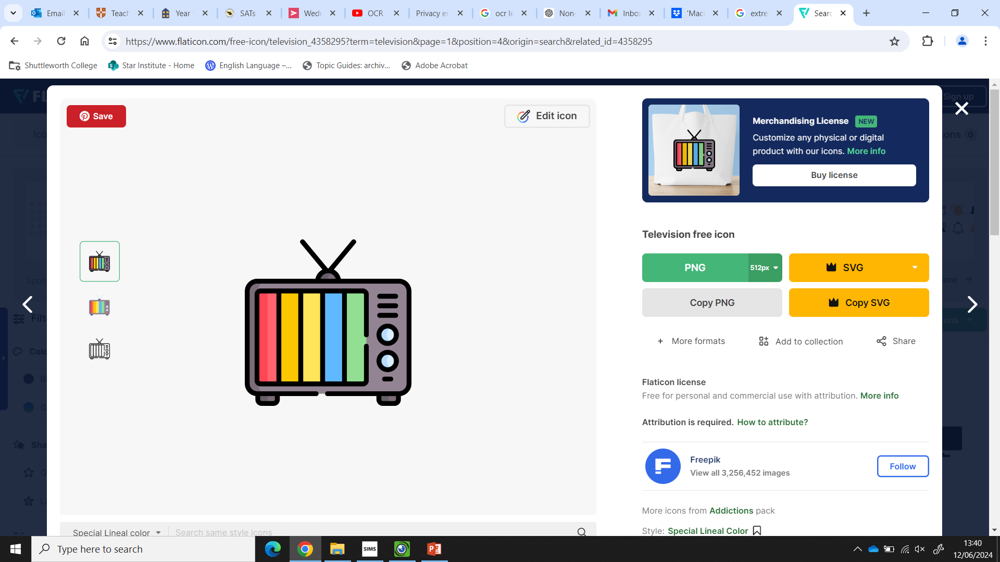 Email
Teach
Year
SATs
Wedu
OCR
Privacy er
ocr le
Non-
Inbo
'Mac
extre
Searc
https://www.flaticon.com/free-icon/television_4358295?term=television&page=1&position=4&origin=search&related_id=4358295
Shuttleworth College
Star Institute - Home
English Language –...
Topic Guides: archiv...
Adobe Acrobat
Sign up
Save
Edit icon
Merchandising License NEW
Customize any physical or digital
product with our icons. More info
Buy license
Television free icon
PNG 512px
SVG
Copy PNG
Copy SVG
+ More formats
Add to collection
Share
Flaticon license
Free for personal and commercial use with attribution. More info
Attribution is required. How to attribute?
Freepik
View all 3,256,452 images
Follow
More icons from Addictions pack
Style: Special Lineal Color
Special Lineal color
Search same style icons
Type here to search
SIMS
13:40
12/06/2024